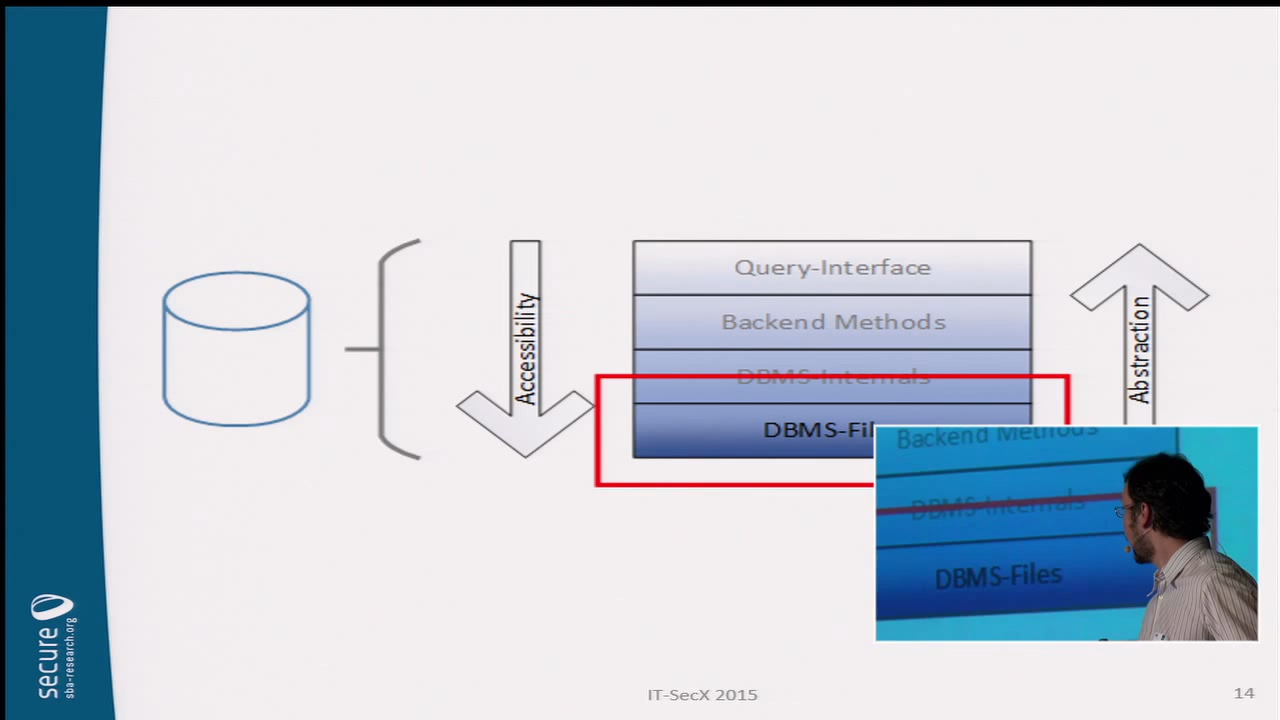 Query-Interface
Backend Methods
DBMS-Internals
DBMS-Fil
Accessibility
Abstraction
Backend Methods
DBMS-Internals
DBMS-Files
secure
sba-research.org
IT-SecX 2015
14